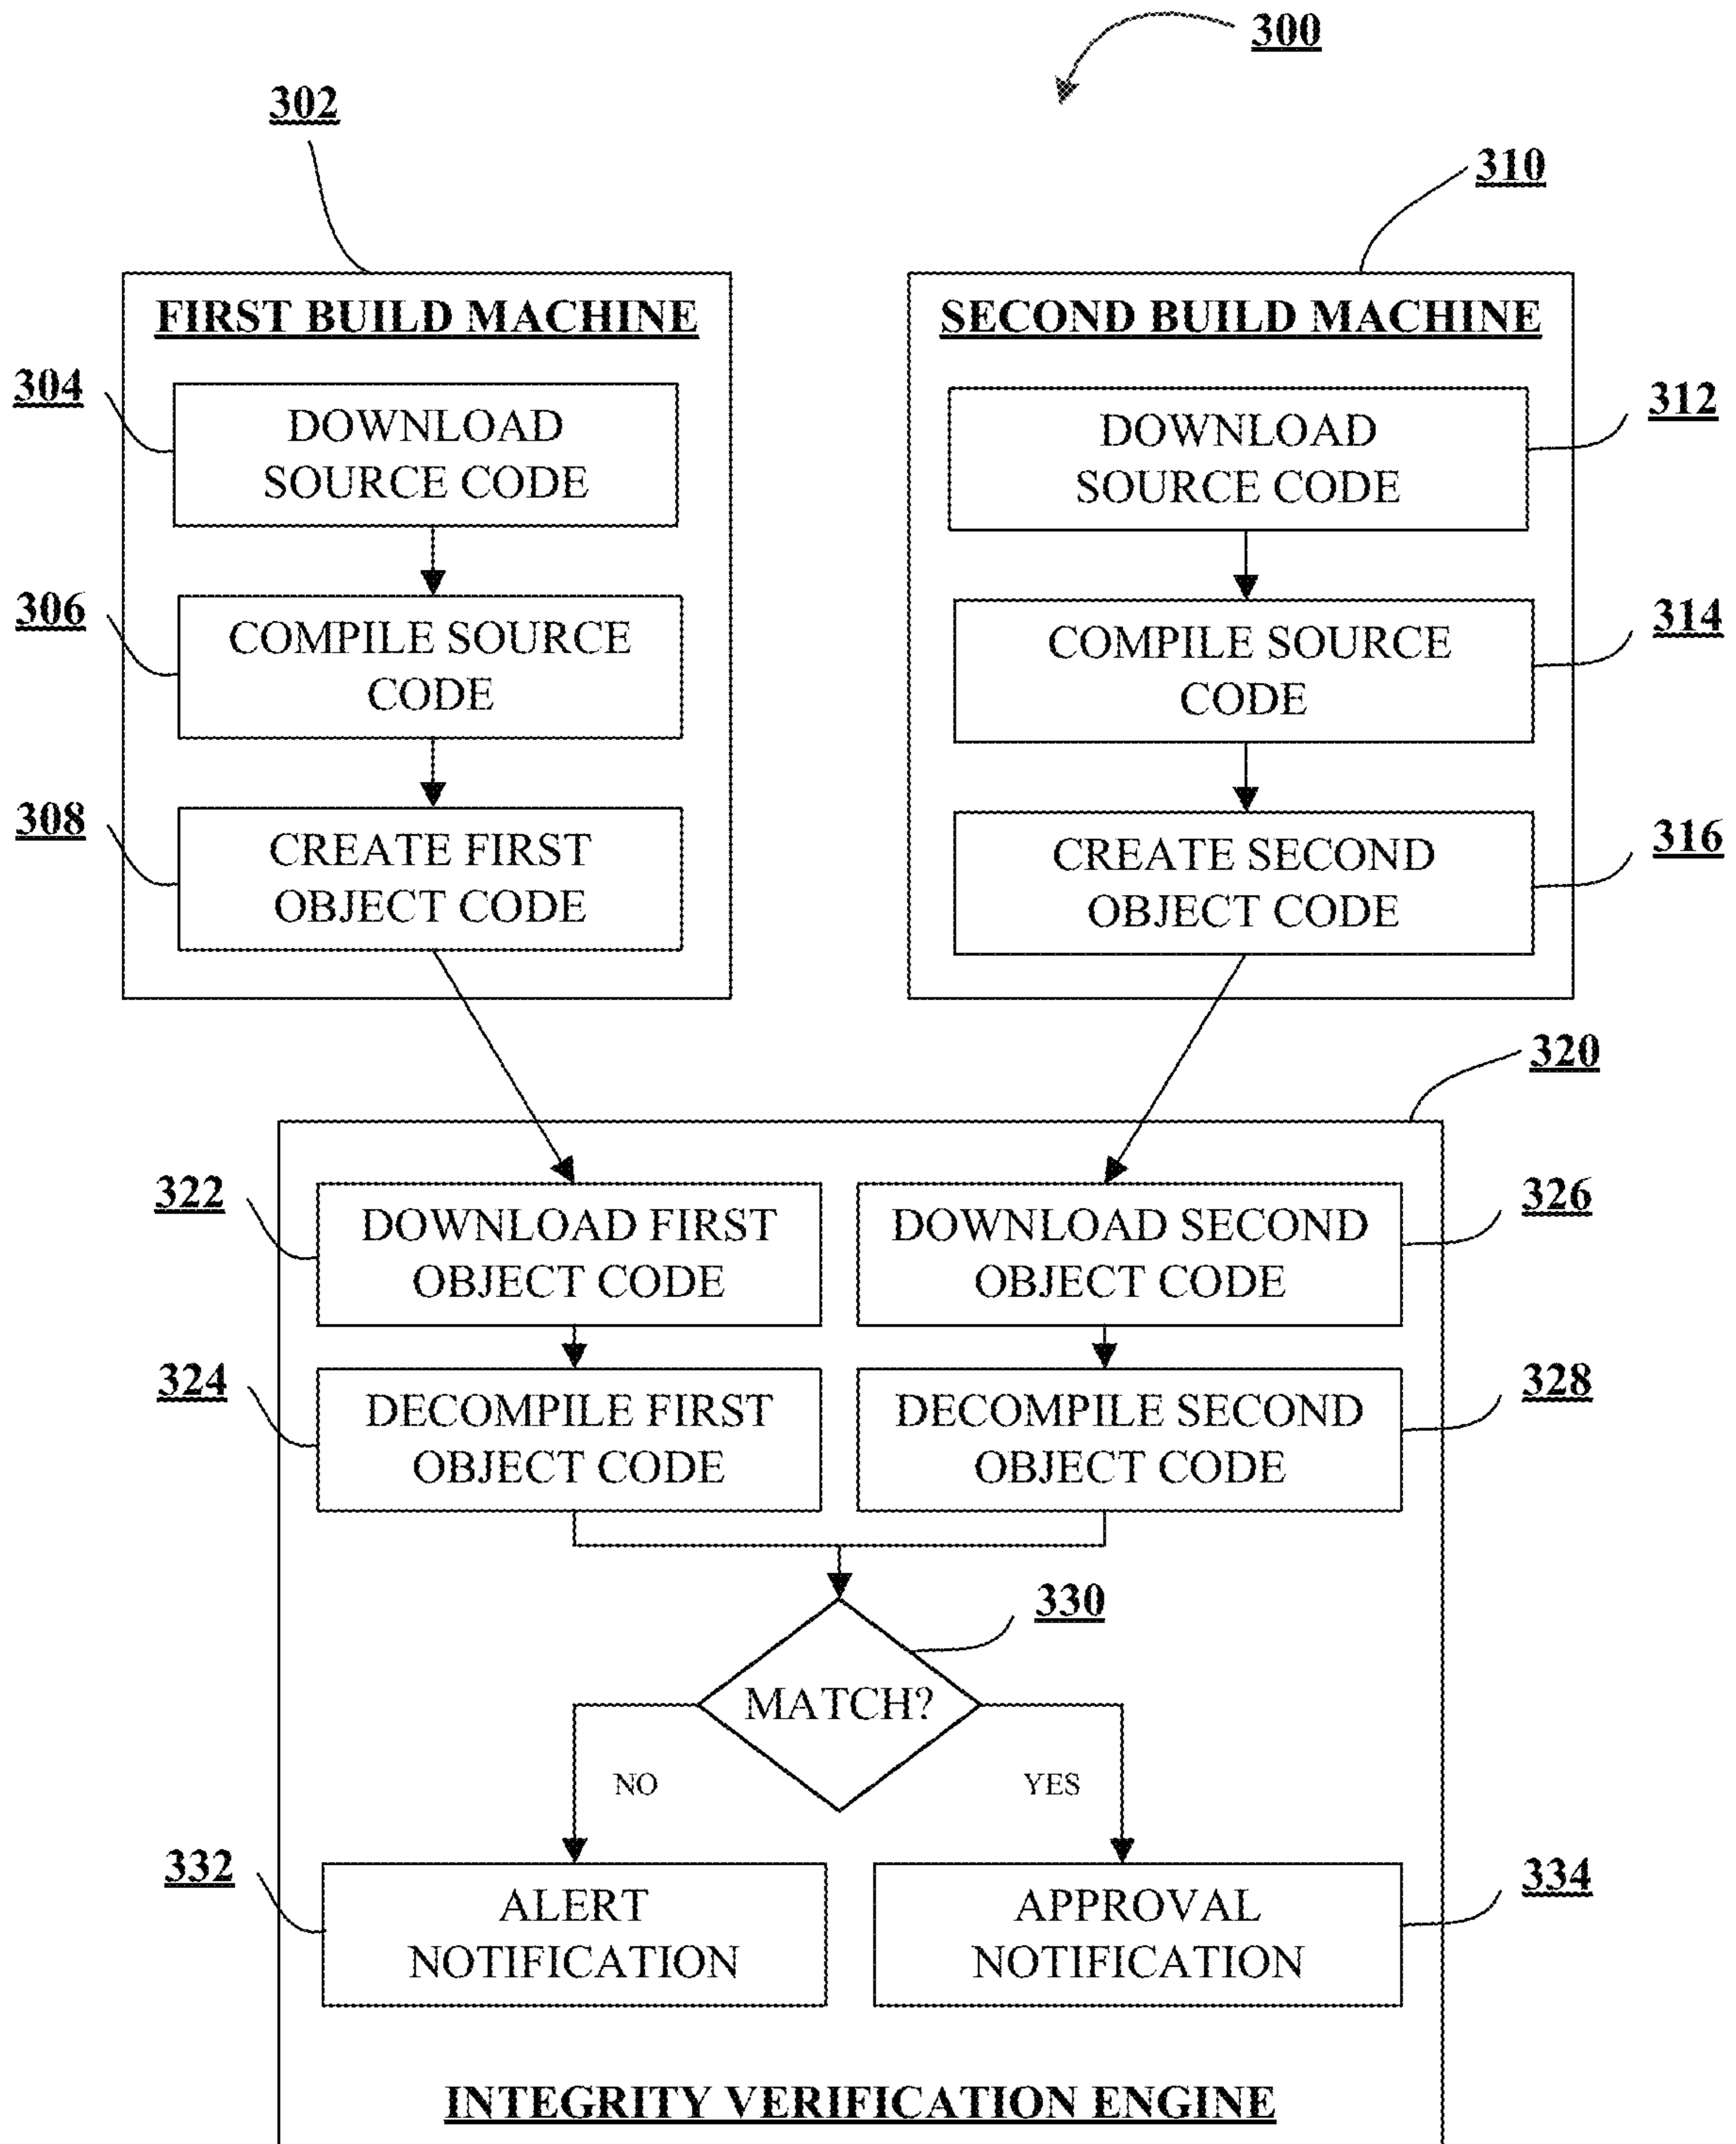 300
302
310
FIRST BUILD MACHINE
304
DOWNLOAD
SOURCE CODE
306
COMPILE SOURCE
CODE
308
CREATE FIRST
OBJECT CODE
SECOND BUILD MACHINE
312
DOWNLOAD
SOURCE CODE
314
COMPILE SOURCE
CODE
316
CREATE SECOND
OBJECT CODE
320
322
DOWNLOAD FIRST
OBJECT CODE
326
DOWNLOAD SECOND
OBJECT CODE
324
DECOMPILE FIRST
OBJECT CODE
328
DECOMPILE SECOND
OBJECT CODE
330
MATCH?
NO
YES
332
ALERT
NOTIFICATION
334
APPROVAL
NOTIFICATION
INTEGRITY VERIFICATION ENGINE